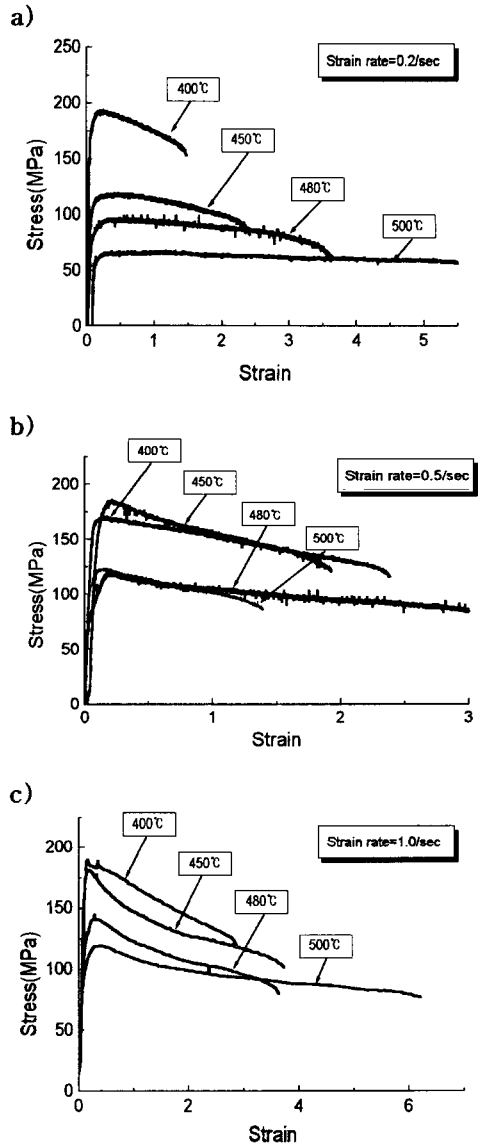 a)
250
200
150
100
50
0
Stress(MPa)
Strain rate=0.2/sec
400℃
450℃
480℃
500℃
0 1 2 3 4 5
Strain
b)
200
150
100
50
0
Stress(MPa)
Strain rate=0.5/sec
400℃
450℃
480℃
500℃
0 1 2 3
Strain
c)
200
150
100
50
0
Stress(MPa)
Strain rate=1.0/sec
400℃
450℃
480℃
500℃
0 2 4 6
Strain